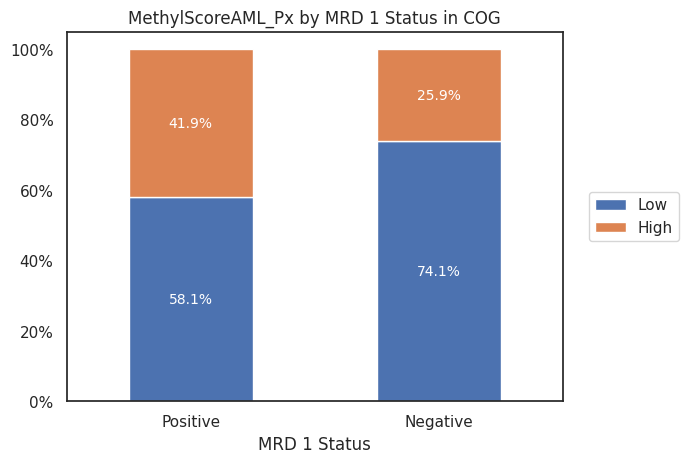 MethylScoreAML_Px by MRD 1 Status in COG
100%
80%
60%
40%
20%
0%
41.9%
25.9%
58.1%
74.1%
Low
High
Positive
Negative
MRD 1 Status